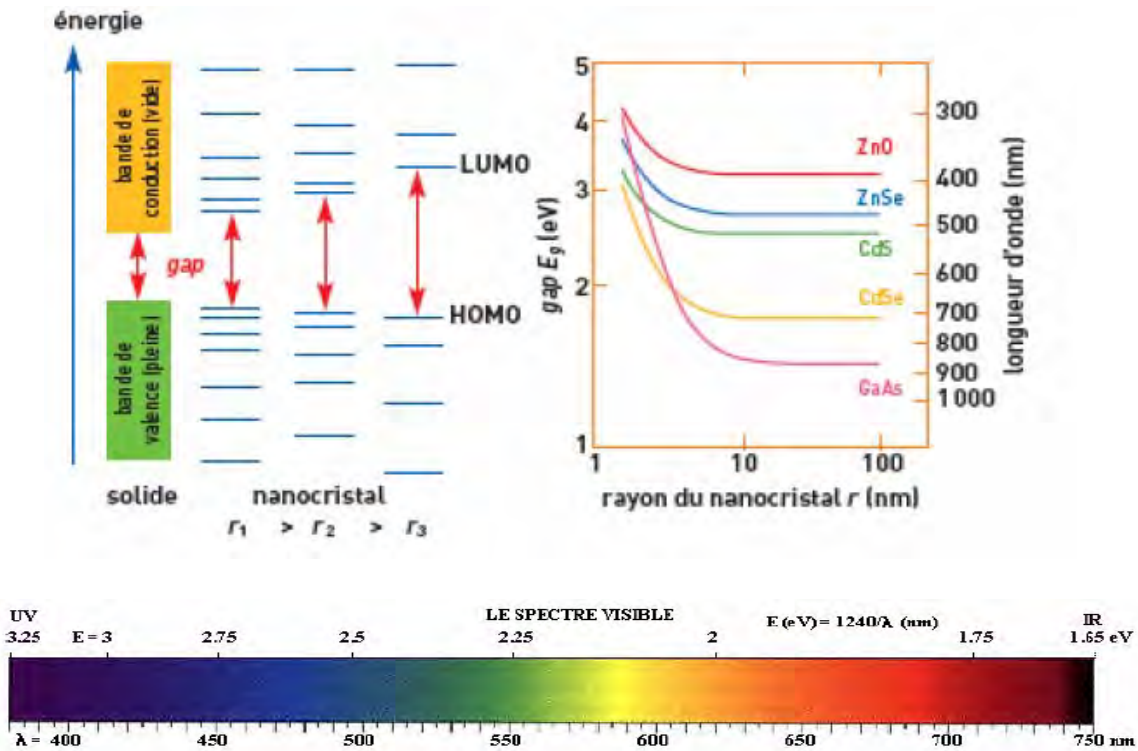 énergie
bande de
conduction (vide)
bande de
valence (pleine)
gap
LUMO
HOMO
solide
nanocristal
r1 > r2 > r3
5
4
3
2
1
gap Eg (eV)
ZnO
ZnSe
CdS
CdSe
GaAs
300
400
500
600
700
800
900
1 000
longueur d'onde (nm)
1 10 100
rayon du nanocristal r (nm)
UV LE SPECTRE VISIBLE E (eV) = 1240/λ (nm) IR
3.25 E = 3 2.75 2.5 2.25 2 1.75 1.65 eV
λ = 400 450 500 550 600 650 700 750 nm